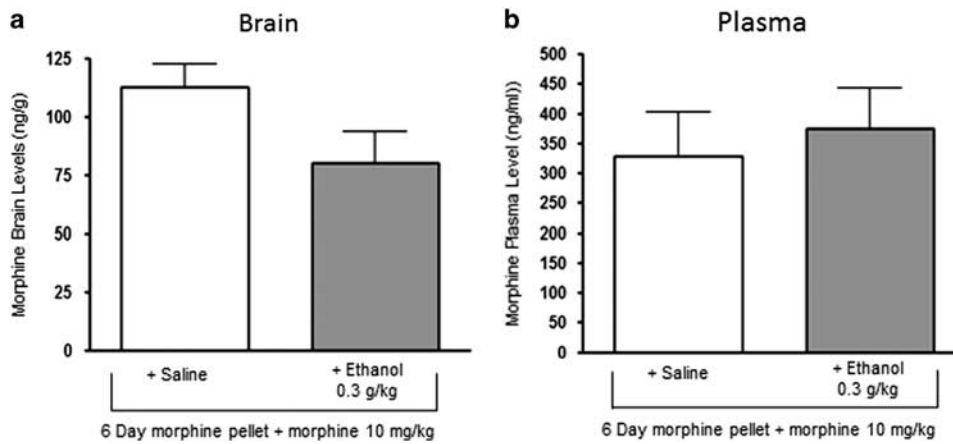 a
Brain
Morphine Brain Levels (ng/g)
125
100
75
50
25
0
+ Saline
+ Ethanol
0.3 g/kg
6 Day morphine pellet + morphine 10 mg/kg
b
Plasma
Morphine Plasma Level (ng/ml))
500
450
400
350
300
250
200
150
100
50
0
+ Saline
+ Ethanol
0.3 g/kg
6 Day morphine pellet + morphine 10 mg/kg